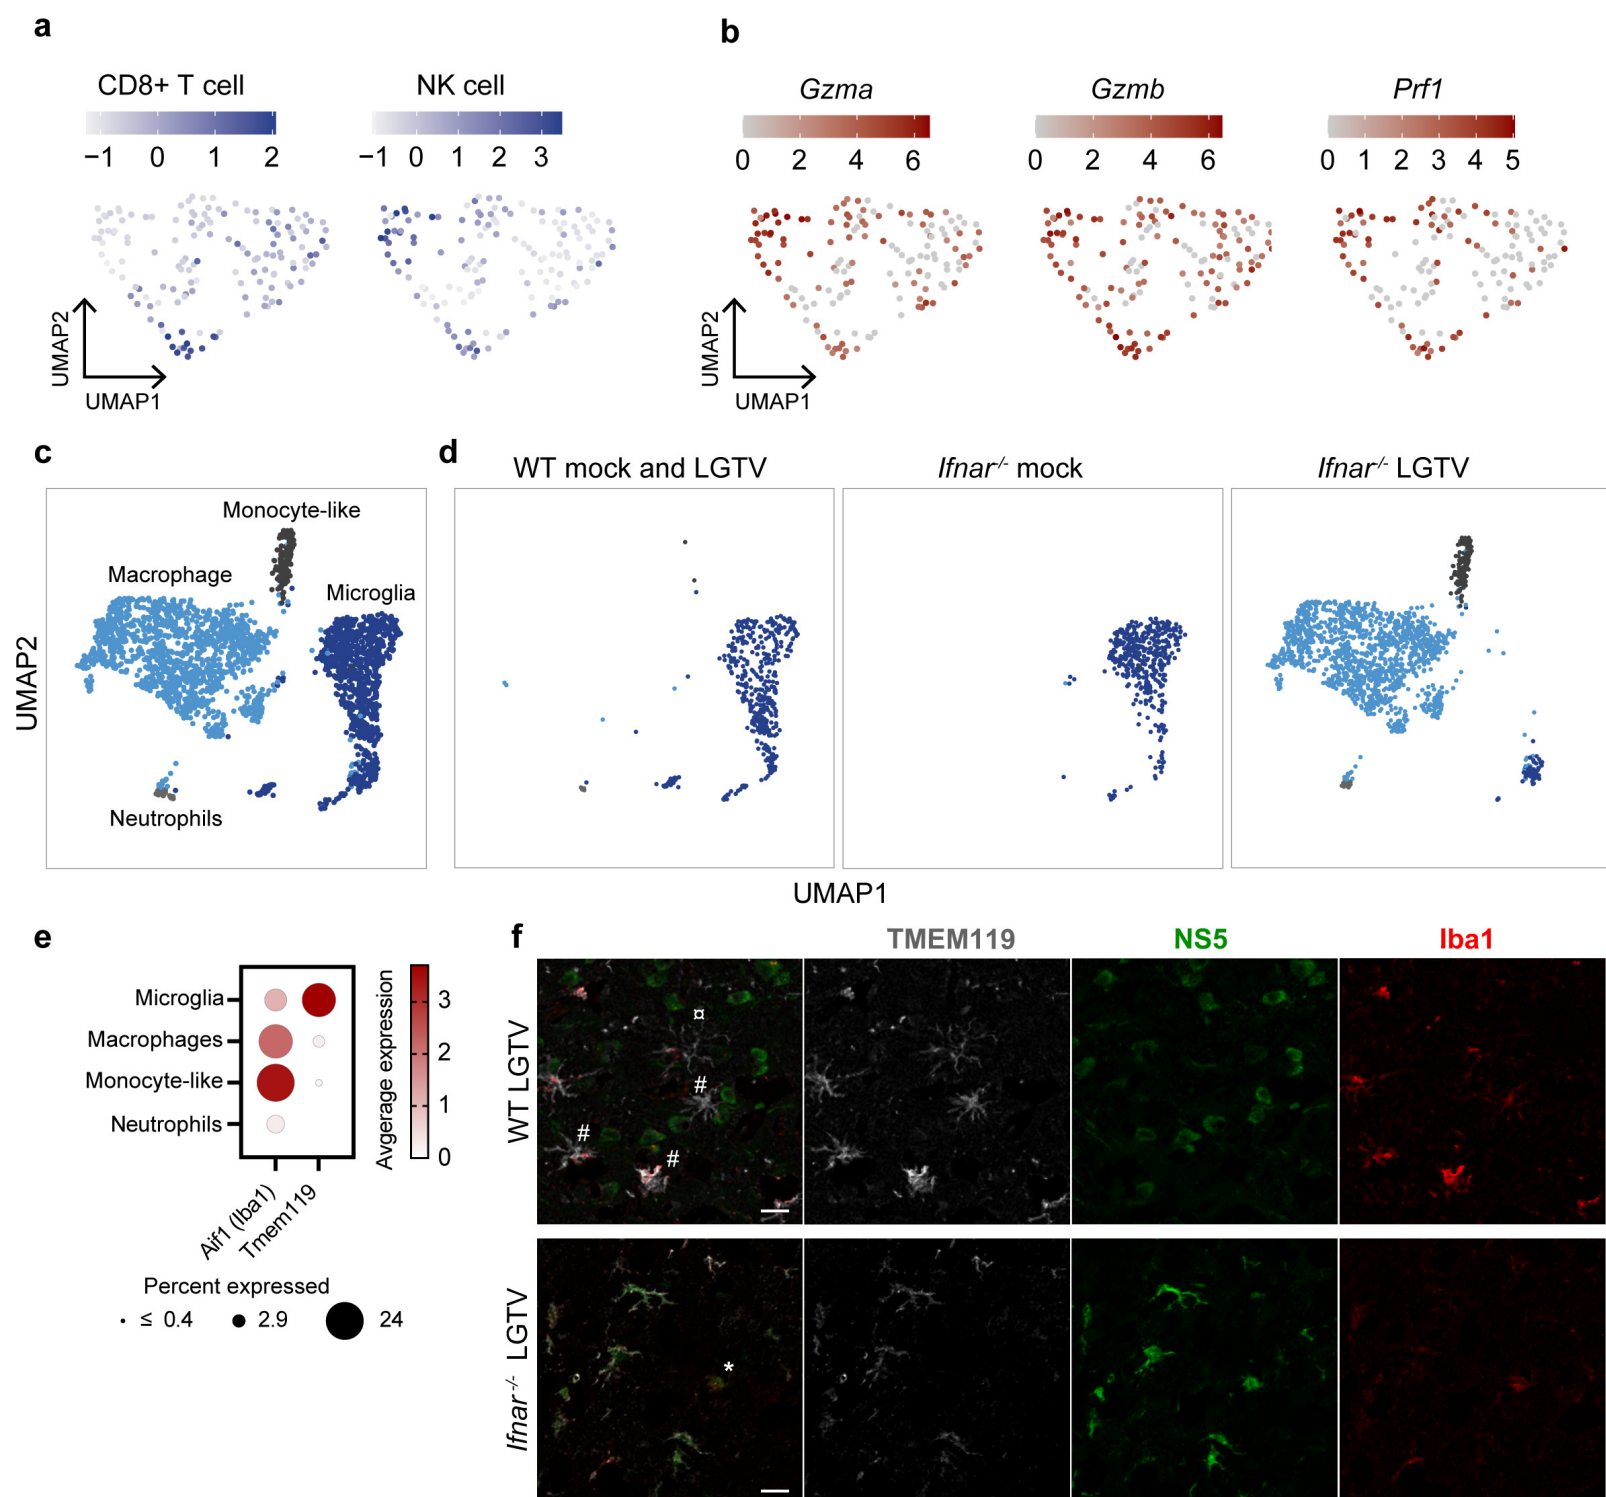 a
b
CD8+ T cell
NK cell
Gzma
Gzmb
Prf1
−1 0 1 2
−1 0 1 2 3
0 2 4 6
0 2 4 6
0 1 2 3 4 5
UMAP2
UMAP1
UMAP2
UMAP1
c
d
WT mock and LGTV
Ifnar-/- mock
Ifnar-/- LGTV
Monocyte-like
Macrophage
Microglia
Neutrophils
UMAP2
UMAP1
e
f
TMEM119
NS5
Iba1
Microglia
Macrophages
Monocyte-like
Neutrophils
Aif1 (Iba1)
Tmem119
Avgerage expression
3
2
1
0
Percent expressed
≤ 0.4
2.9
24
WT LGTV
¤
#
#
#
Ifnar-/- LGTV
*